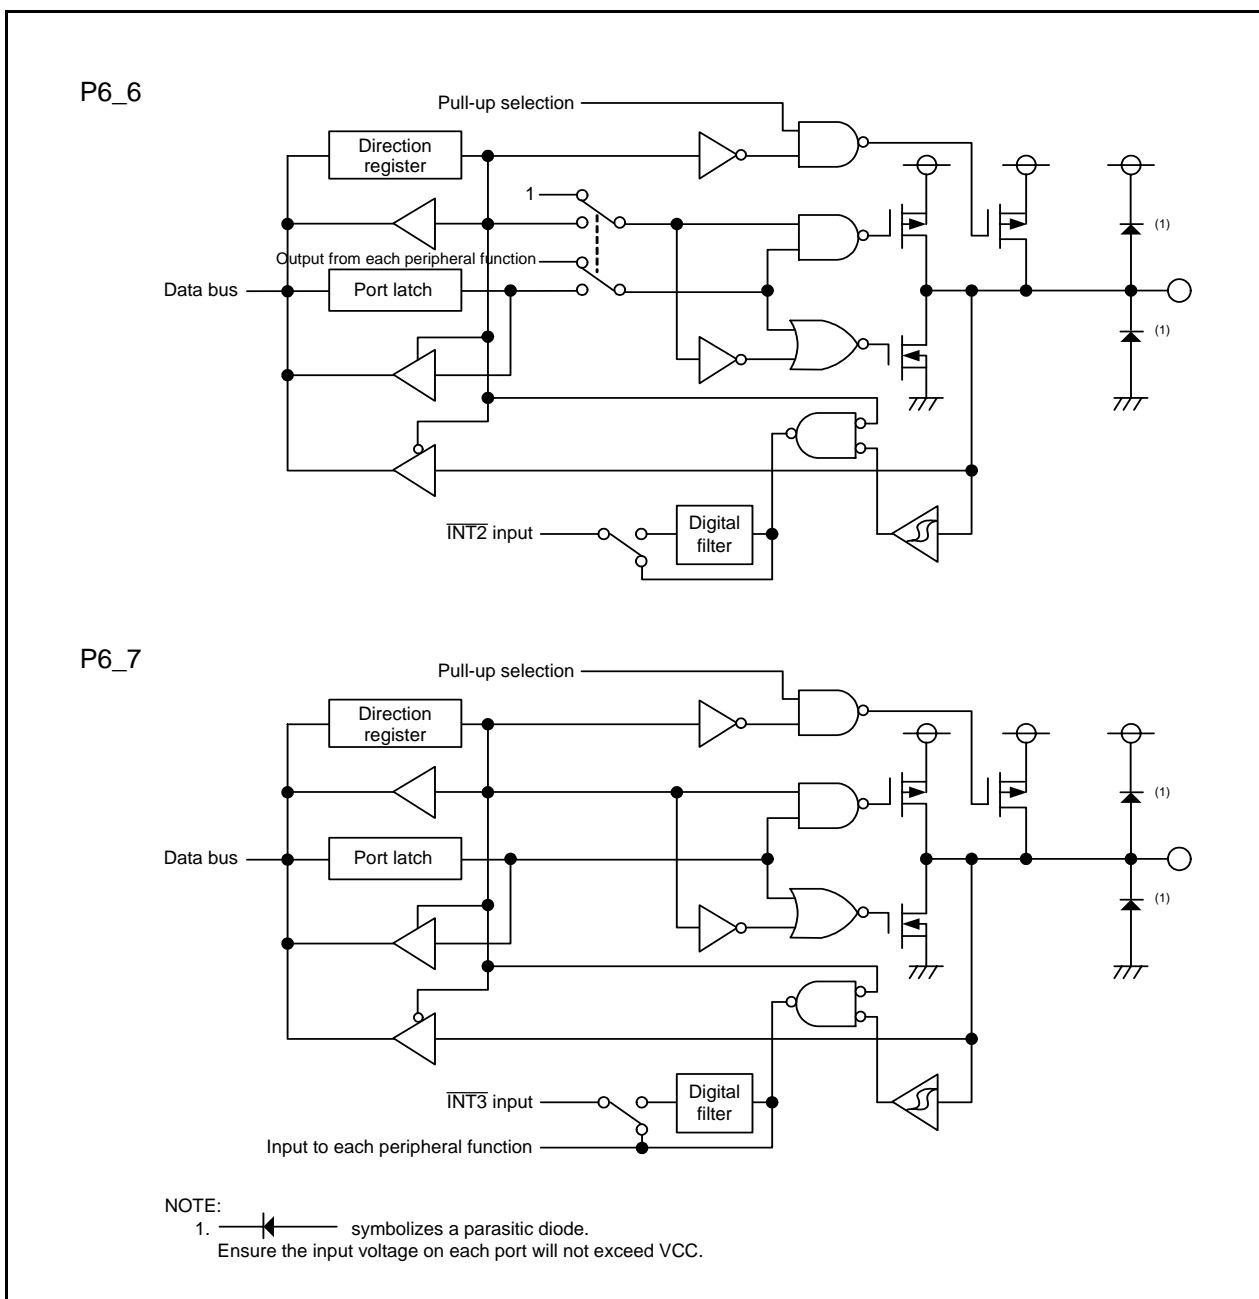 P6_6
Pull-up selection
Direction
register
1
(1)
Output from each peripheral function
Data bus
Port latch
(1)
INT2 input
Digital
filter
P6_7
Pull-up selection
Direction
register
(1)
Data bus
Port latch
(1)
INT3 input
Digital
filter
Input to each peripheral function
NOTE:
1. symbolizes a parasitic diode.
Ensure the input voltage on each port will not exceed VCC.